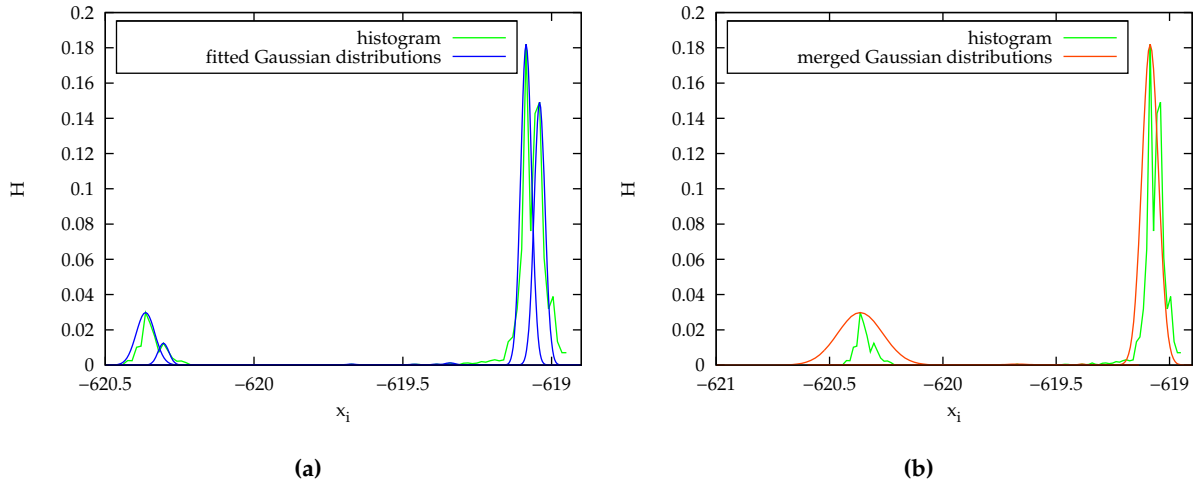 0.2
0.18
0.16
0.14
0.12
0.1
0.08
0.06
0.04
0.02
0
H
histogram
fitted Gaussian distributions
−620.5 −620 −619.5 −619
x_i
(a)
0.2
0.18
0.16
0.14
0.12
0.1
0.08
0.06
0.04
0.02
0
H
histogram
merged Gaussian distributions
−621 −620.5 −620 −619.5 −619
x_i
(b)